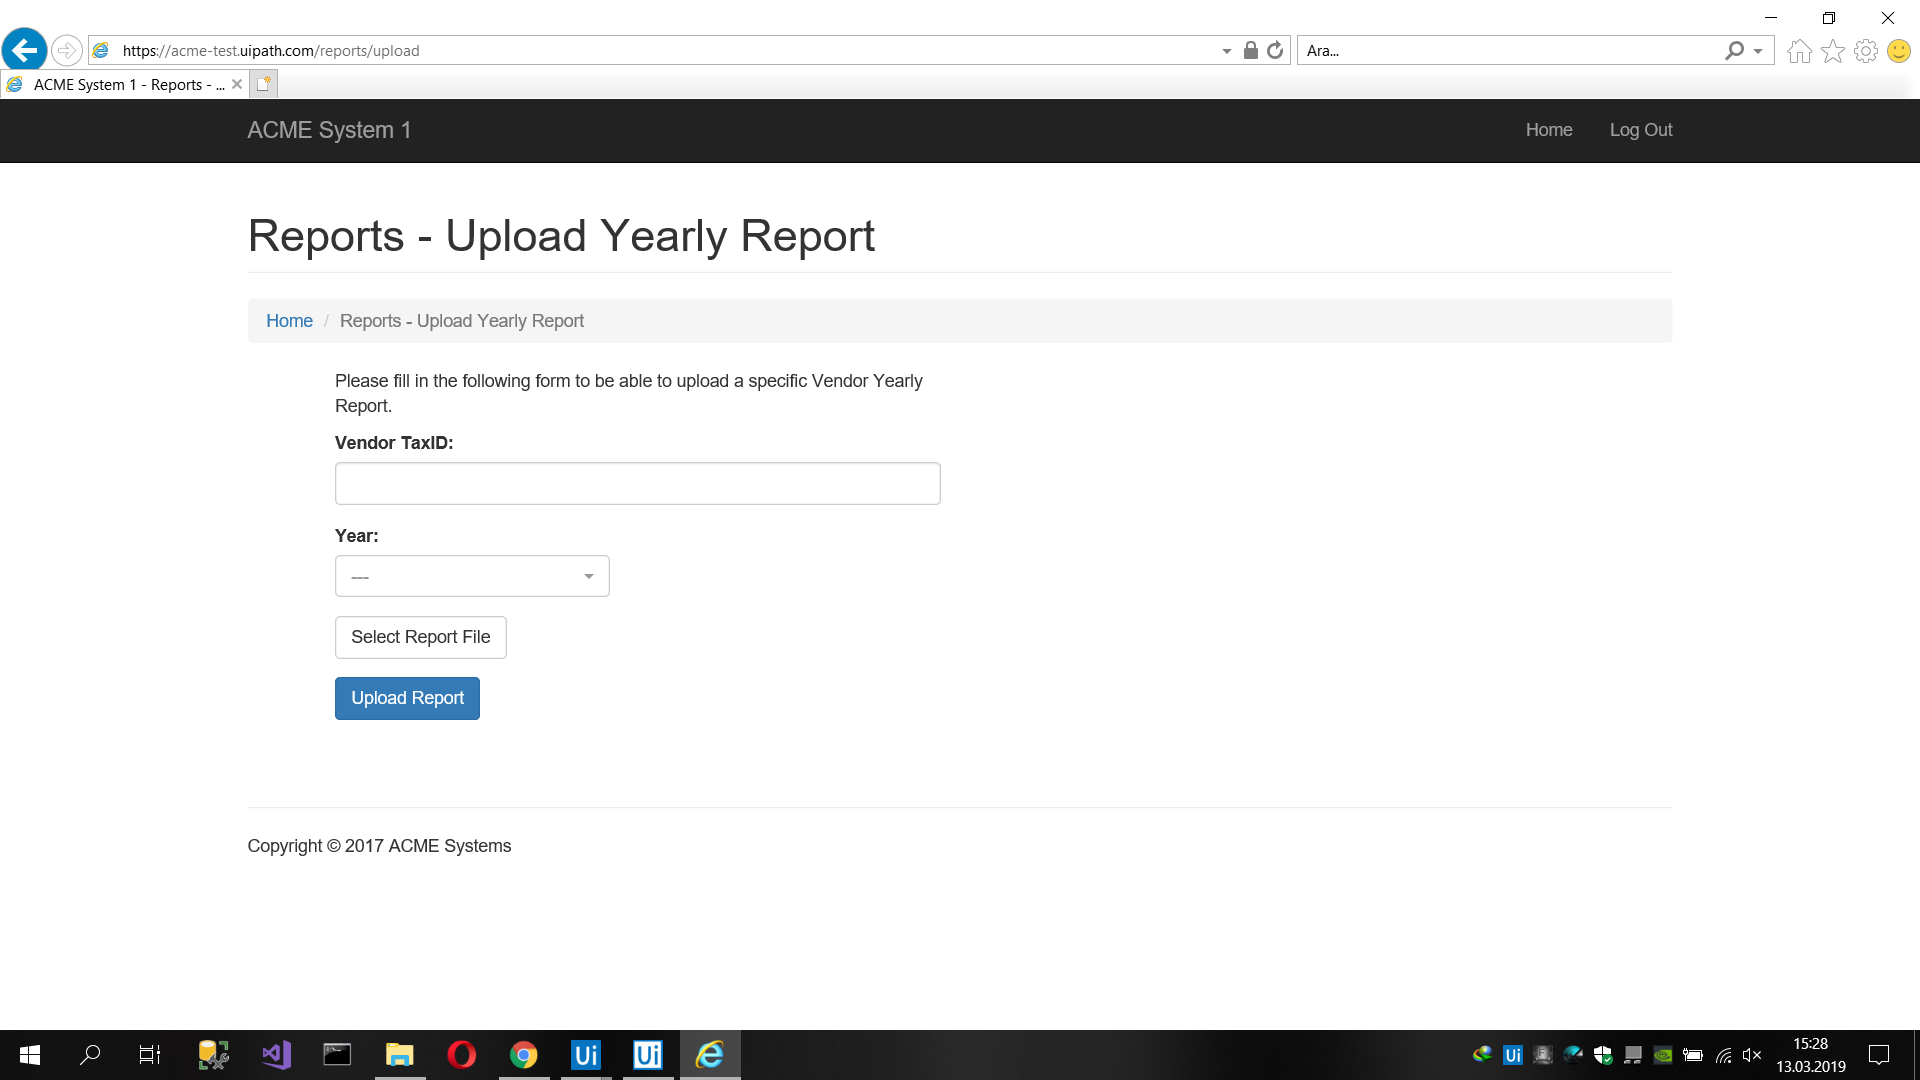 https://acme-test.uipath.com/reports/upload
Ara...
ACME System 1 - Reports - ...
ACME System 1
Home
Log Out
Reports - Upload Yearly Report
Home / Reports - Upload Yearly Report
Please fill in the following form to be able to upload a specific Vendor Yearly
Report.
Vendor TaxID:
Year:
---
Select Report File
Upload Report
Copyright © 2017 ACME Systems
Ui
Ui
Ui
15:28
13.03.2019